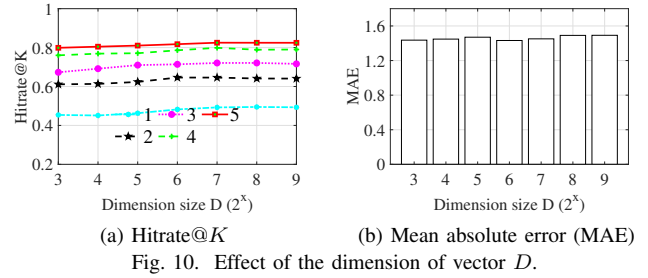 Hitrate@K
1
0.8
0.6
0.4
0.2
1 3 5
2 4
3 4 5 6 7 8 9
Dimension size D (2^x)
(a) Hitrate@K
MAE
1.6
1.2
0.8
0.4
0
3 4 5 6 7 8 9
Dimension size D (2^x)
(b) Mean absolute error (MAE)
Fig. 10. Effect of the dimension of vector D.